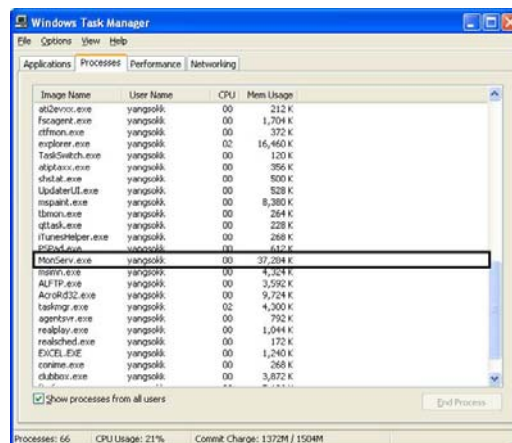 Windows Task Manager
File Options View Help
Applications Processes Performance Networking
Image Name User Name CPU Mem Usage
ati2evxx.exe yangsokk 00 212 K
fscagent.exe yangsokk 00 1,704 K
ctfmon.exe yangsokk 00 372 K
explorer.exe yangsokk 02 16,460 K
TaskSwitch.exe yangsokk 00 120 K
atiptaxx.exe yangsokk 00 356 K
shstat.exe yangsokk 00 500 K
UpdaterUI.exe yangsokk 00 528 K
mspaint.exe yangsokk 00 8,380 K
tbmon.exe yangsokk 00 264 K
qttask.exe yangsokk 00 228 K
iTunesHelper.exe yangsokk 00 268 K
PSPad.exe yangsokk 00 612 K
MonServ.exe yangsokk 00 37,284 K
msimn.exe yangsokk 00 4,324 K
ALFTP.exe yangsokk 00 3,592 K
AcroRd32.exe yangsokk 00 9,724 K
taskmgr.exe yangsokk 02 4,300 K
agentsvr.exe yangsokk 00 792 K
realplay.exe yangsokk 00 1,044 K
realsched.exe yangsokk 00 172 K
EXCEL.EXE yangsokk 00 1,240 K
conime.exe yangsokk 00 268 K
clubbox.exe yangsokk 00 3,872 K
Show processes from all users
End Process
Processes: 66 CPU Usage: 21% Commit Charge: 1372M / 1504M